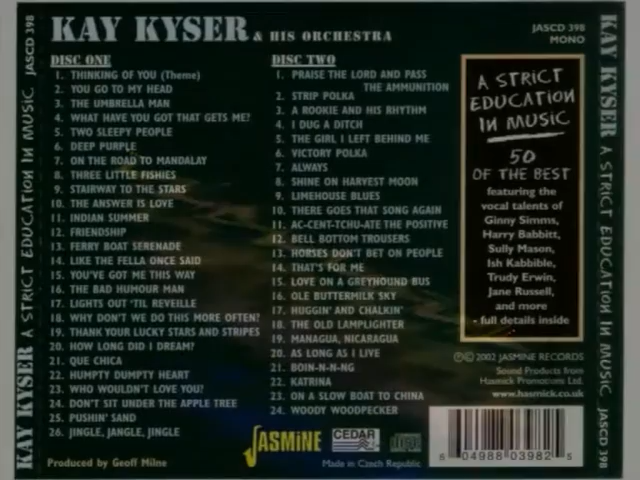 KAY KYSER & HIS ORCHESTRA
JASCD 398
MONO
DISC ONE
1. THINKING OF YOU (Theme)
2. YOU GO TO MY HEAD
3. THE UMBRELLA MAN
4. WHAT HAVE YOU GOT THAT GETS ME?
5. TWO SLEEPY PEOPLE
6. DEEP PURPLE
7. ON THE ROAD TO MANDALAY
8. THREE LITTLE FISHIES
9. STAIRWAY TO THE STARS
10. THE ANSWER IS LOVE
11. INDIAN SUMMER
12. FRIENDSHIP
13. FERRY BOAT SERENADE
14. LIKE THE FELLA ONCE SAID
15. YOU'VE GOT ME THIS WAY
16. THE BAD HUMOUR MAN
17. LIGHTS OUT 'TIL REVEILLE
18. WHY DON'T WE DO THIS MORE OFTEN?
19. THANK YOUR LUCKY STARS AND STRIPES
20. HOW LONG DID I DREAM?
21. QUE CHICA
22. HUMPTY DUMPTY HEART
23. WHO WOULDN'T LOVE YOU?
24. DON'T SIT UNDER THE APPLE TREE
25. PUSHIN' SAND
26. JINGLE, JANGLE, JINGLE
DISC TWO
1. PRAISE THE LORD AND PASS
THE AMMUNITION
2. STRIP POLKA
3. A ROOKIE AND HIS RHYTHM
4. I DUG A DITCH
5. THE GIRL I LEFT BEHIND ME
6. VICTORY POLKA
7. ALWAYS
8. SHINE ON HARVEST MOON
9. LIMEHOUSE BLUES
10. THERE GOES THAT SONG AGAIN
11. AC-CENT-TCHU-ATE THE POSITIVE
12. BELL BOTTOM TROUSERS
13. HORSES DON'T BET ON PEOPLE
14. THAT'S FOR ME
15. LOVE ON A GREYHOUND BUS
16. OLE BUTTERMILK SKY
17. HUGGIN' AND CHALKIN'
18. THE OLD LAMPLIGHTER
19. MANAGUA, NICARAGUA
20. AS LONG AS I LIVE
21. BOIN-N-N-NG
22. KATRINA
23. ON A SLOW BOAT TO CHINA
24. WOODY WOODPECKER
A STRICT
EDUCATION
IN MUSIC
50
OF THE BEST
featuring the
vocal talents of
Ginny Simms,
Harry Babbitt,
Sully Mason,
Ish Kabbible,
Trudy Erwin,
Jane Russell,
and more
- full details inside
℗© 2002 JASMINE RECORDS
Sound Products from
Hasmick Promotions Ltd.
www.hasmick.co.uk
Produced by Geoff Milne
JASMINE
CEDAR
Made in Czech Republic
6 04988 03982 5
KAY KYSER A STRICT EDUCATION IN MUSIC JASCD 398
KAY KYSER A STRICT EDUCATION IN MUSIC JASCD 398